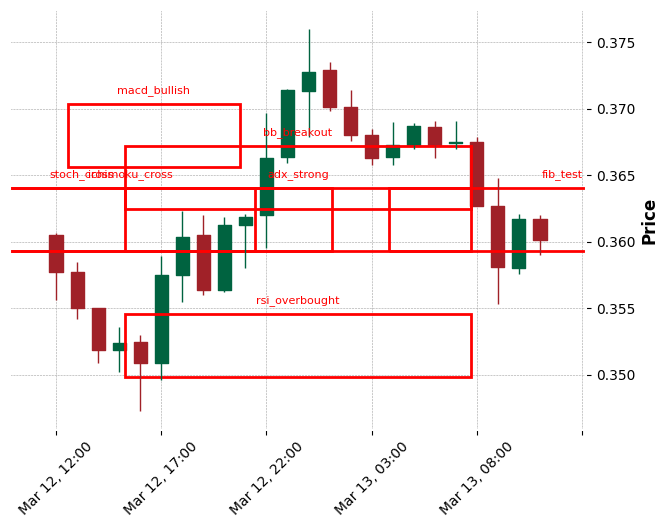 macd_bullish
bb_breakout
stoch_cross
ichimoku_cross
adx_strong
fib_test
rsi_overbought
0.375
0.370
0.365
0.360
0.355
0.350
Price
Mar 12, 12:00
Mar 12, 17:00
Mar 12, 22:00
Mar 13, 03:00
Mar 13, 08:00